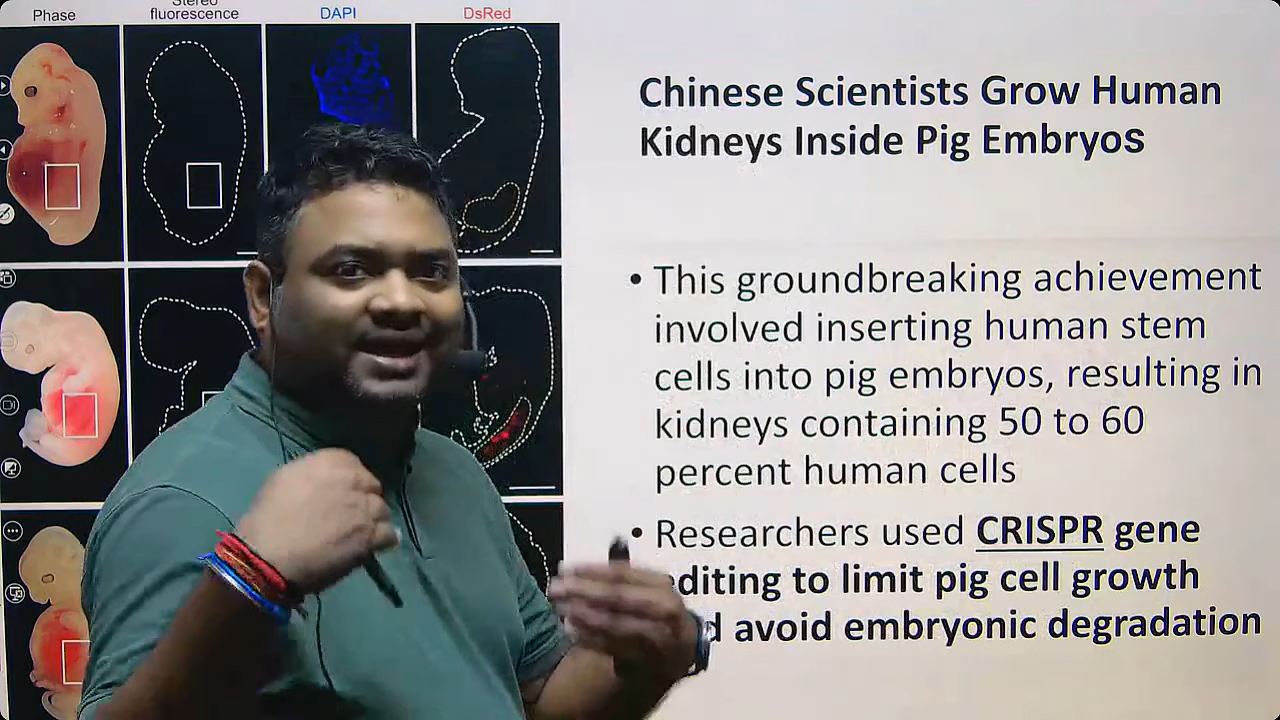 Phase
Stereo
fluorescence
DAPI
DsRed
Chinese Scientists Grow Human
Kidneys Inside Pig Embryos
• This groundbreaking achievement
involved inserting human stem
cells into pig embryos, resulting in
kidneys containing 50 to 60
percent human cells
• Researchers used CRISPR gene
editing to limit pig cell growth
avoid embryonic degradation